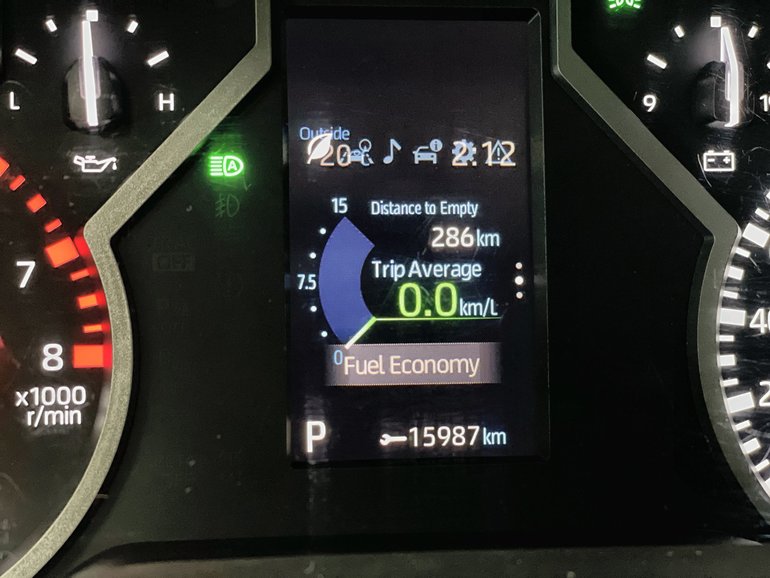 L H
9
Outside
20 2:12
15 Distance to Empty
286km
7.5 Trip Average
0.0km/L
0 Fuel Economy
P 15987km
A
7
8
x1000
r/min